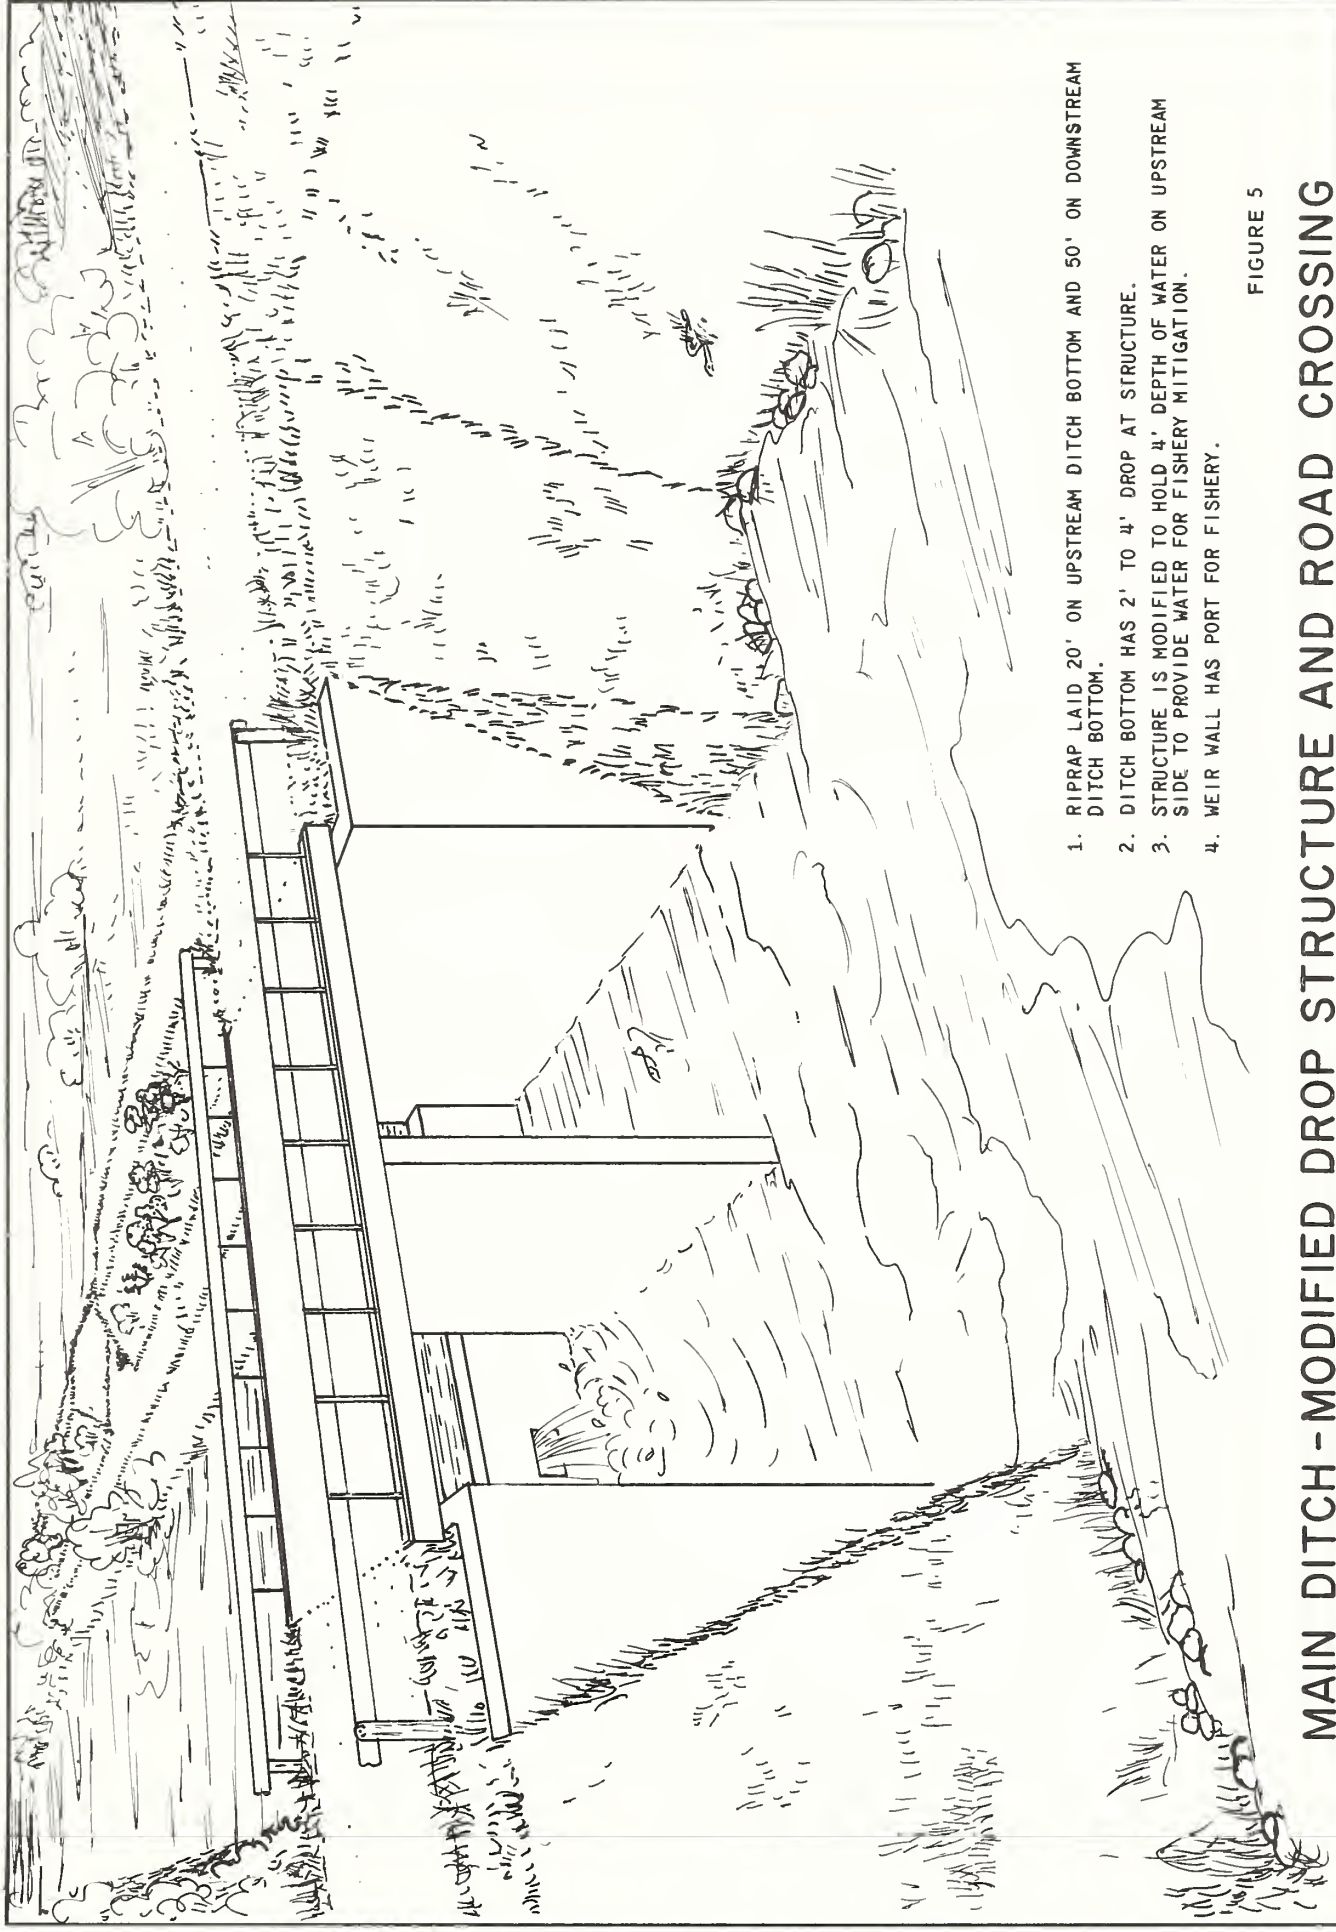 1. RIPRAP LAID 20' ON UPSTREAM DITCH BOTTOM AND 50' ON DOWNSTREAM
DITCH BOTTOM.
2. DITCH BOTTOM HAS 2' TO 4' DROP AT STRUCTURE.
3. STRUCTURE IS MODIFIED TO HOLD 4' DEPTH OF WATER ON UPSTREAM
SIDE TO PROVIDE WATER FOR FISHERY MITIGATION.
4. WEIR WALL HAS PORT FOR FISHERY.
FIGURE 5
MAIN DITCH - MODIFIED DROP STRUCTURE AND ROAD CROSSING